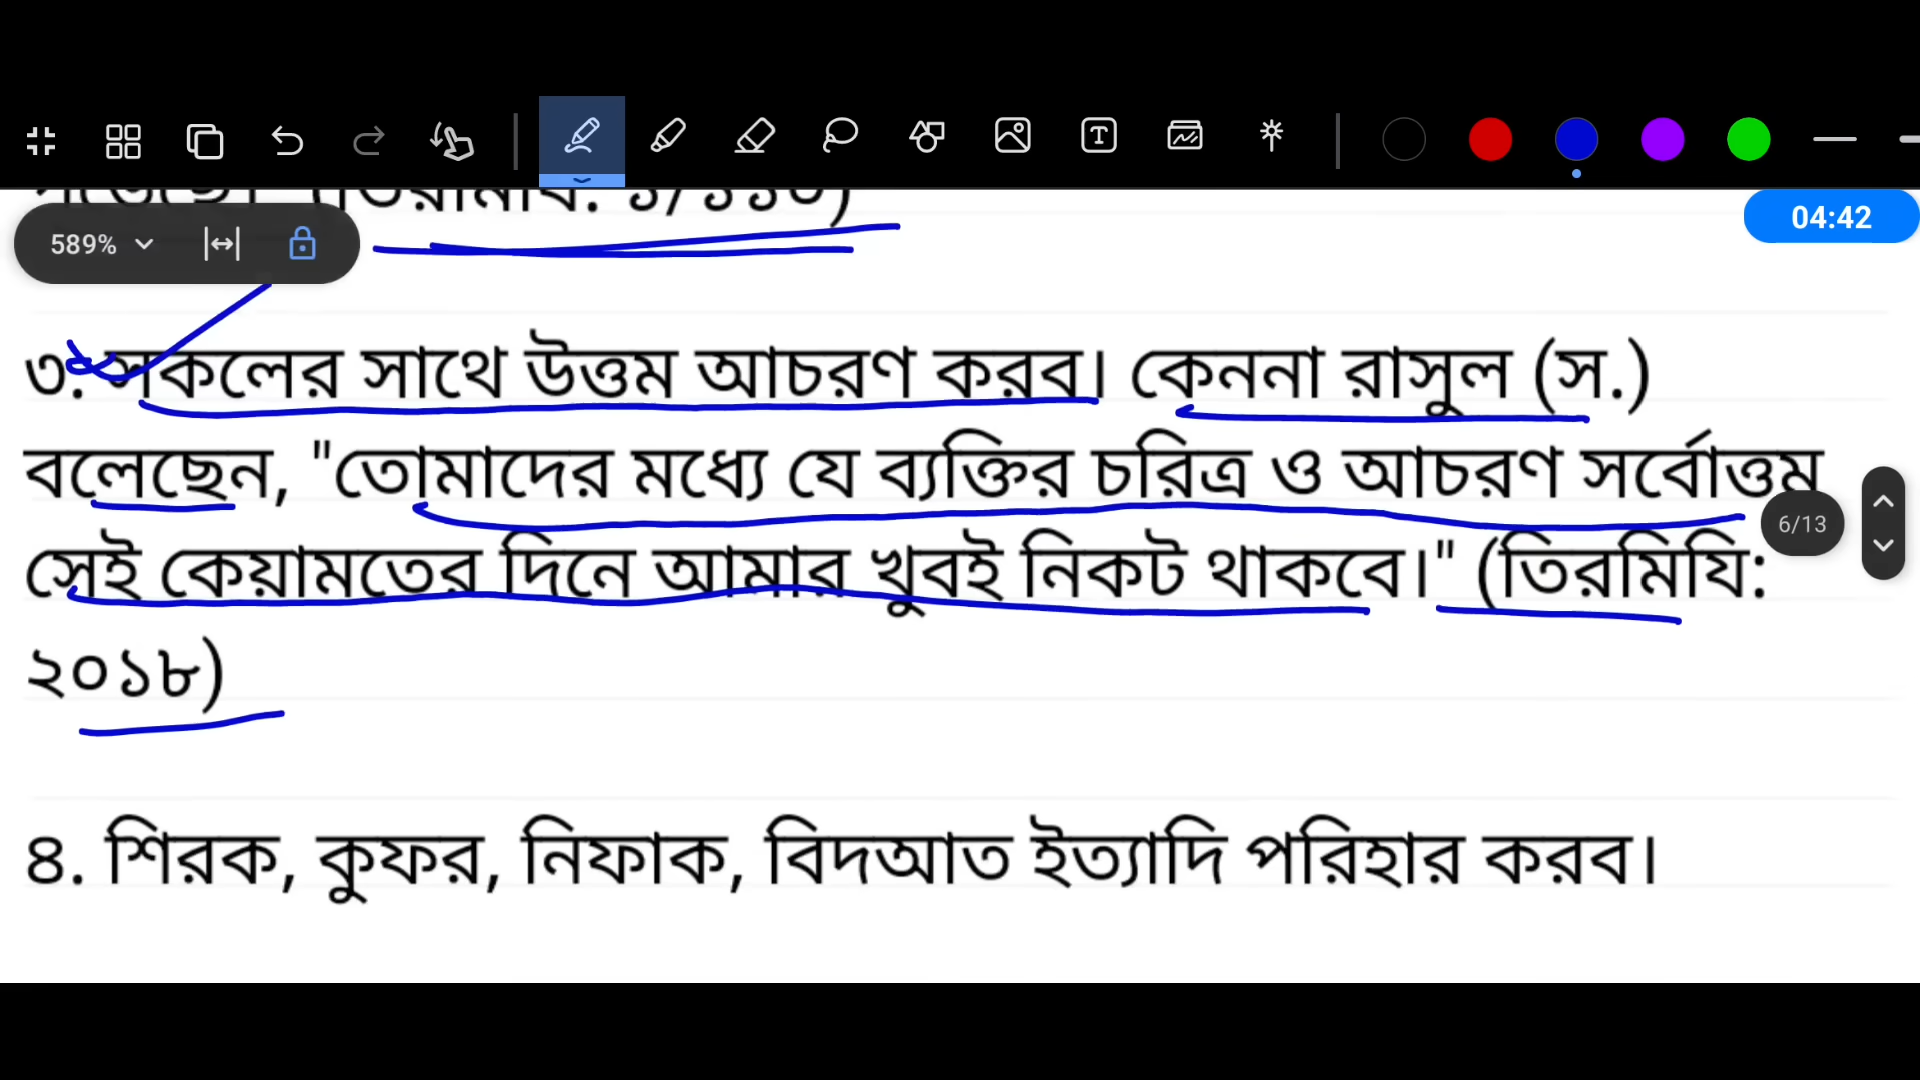 589%
04:42
৩. সকলের সাথে উত্তম আচরণ করব। কেননা রাসুল (স.)
বলেছেন, "তোমাদের মধ্যে যে ব্যক্তির চরিত্র ও আচরণ সর্বোত্তম
6/13
সেই কেয়ামতের দিনে আমার খুবই নিকট থাকবে।" (তিরমিযি:
২০১৮)
৪. শিরক, কুফর, নিফাক, বিদআত ইত্যাদি পরিহার করব।